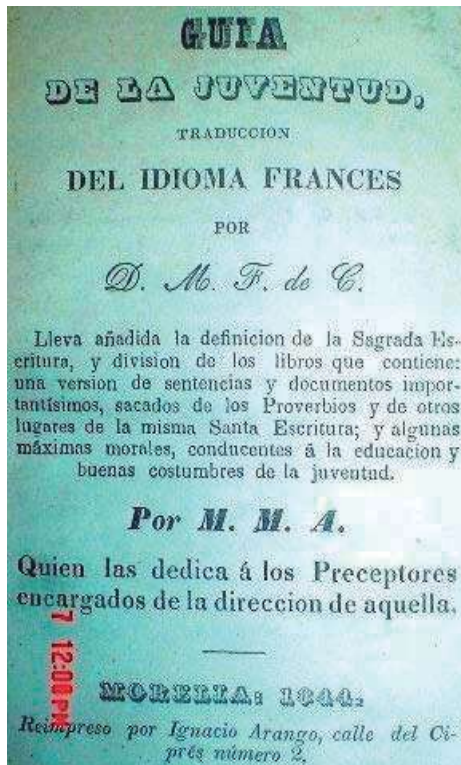 GUIA
DE LA JUVENTUD,
TRADUCCION
DEL IDIOMA FRANCES
POR
D. M. F. de C.
Lleva añadida la definicion de la Sagrada Es-
critura, y division de los libros que contiene:
una version de sentencias y documentos impor-
tantísimos, sacados de los Proverbios y de otros
lugares de la misma Santa Escritura; y algunas
máximas morales, conducentes á la educacion y
buenas costumbres de la juventud.
Por M. M. A.
Quien las dedica á los Preceptores
encargados de la direccion de aquella.
MORELIA: 1844.
Reimpreso por Ignacio Arango, calle del Ci-
prés número 2.
7 12:00 PM